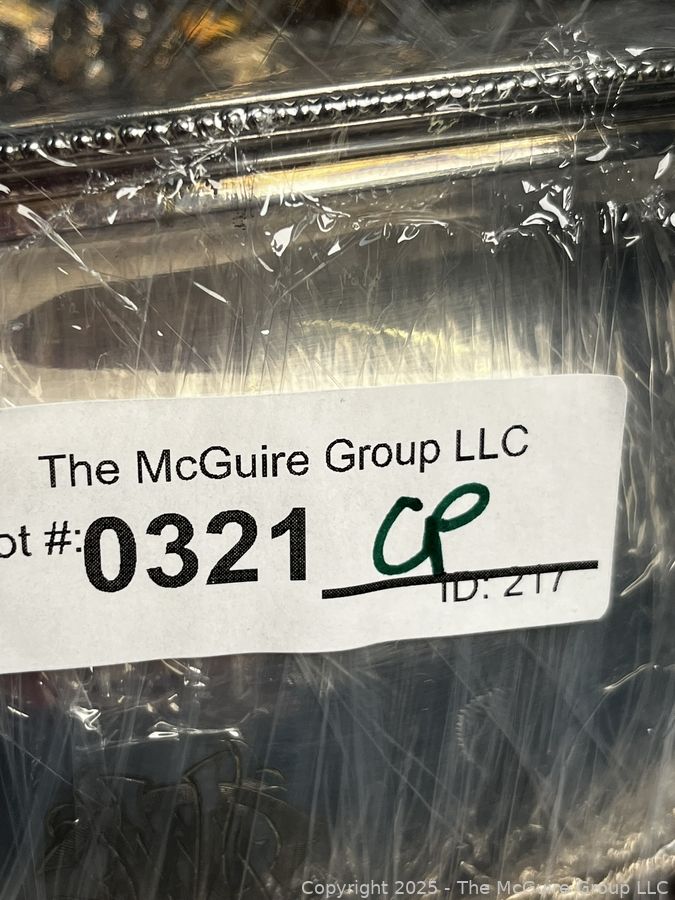 The McGuire Group LLC
ot #:0321 CP
ID: 217
Copyright 2025 - The McGuire Group LLC